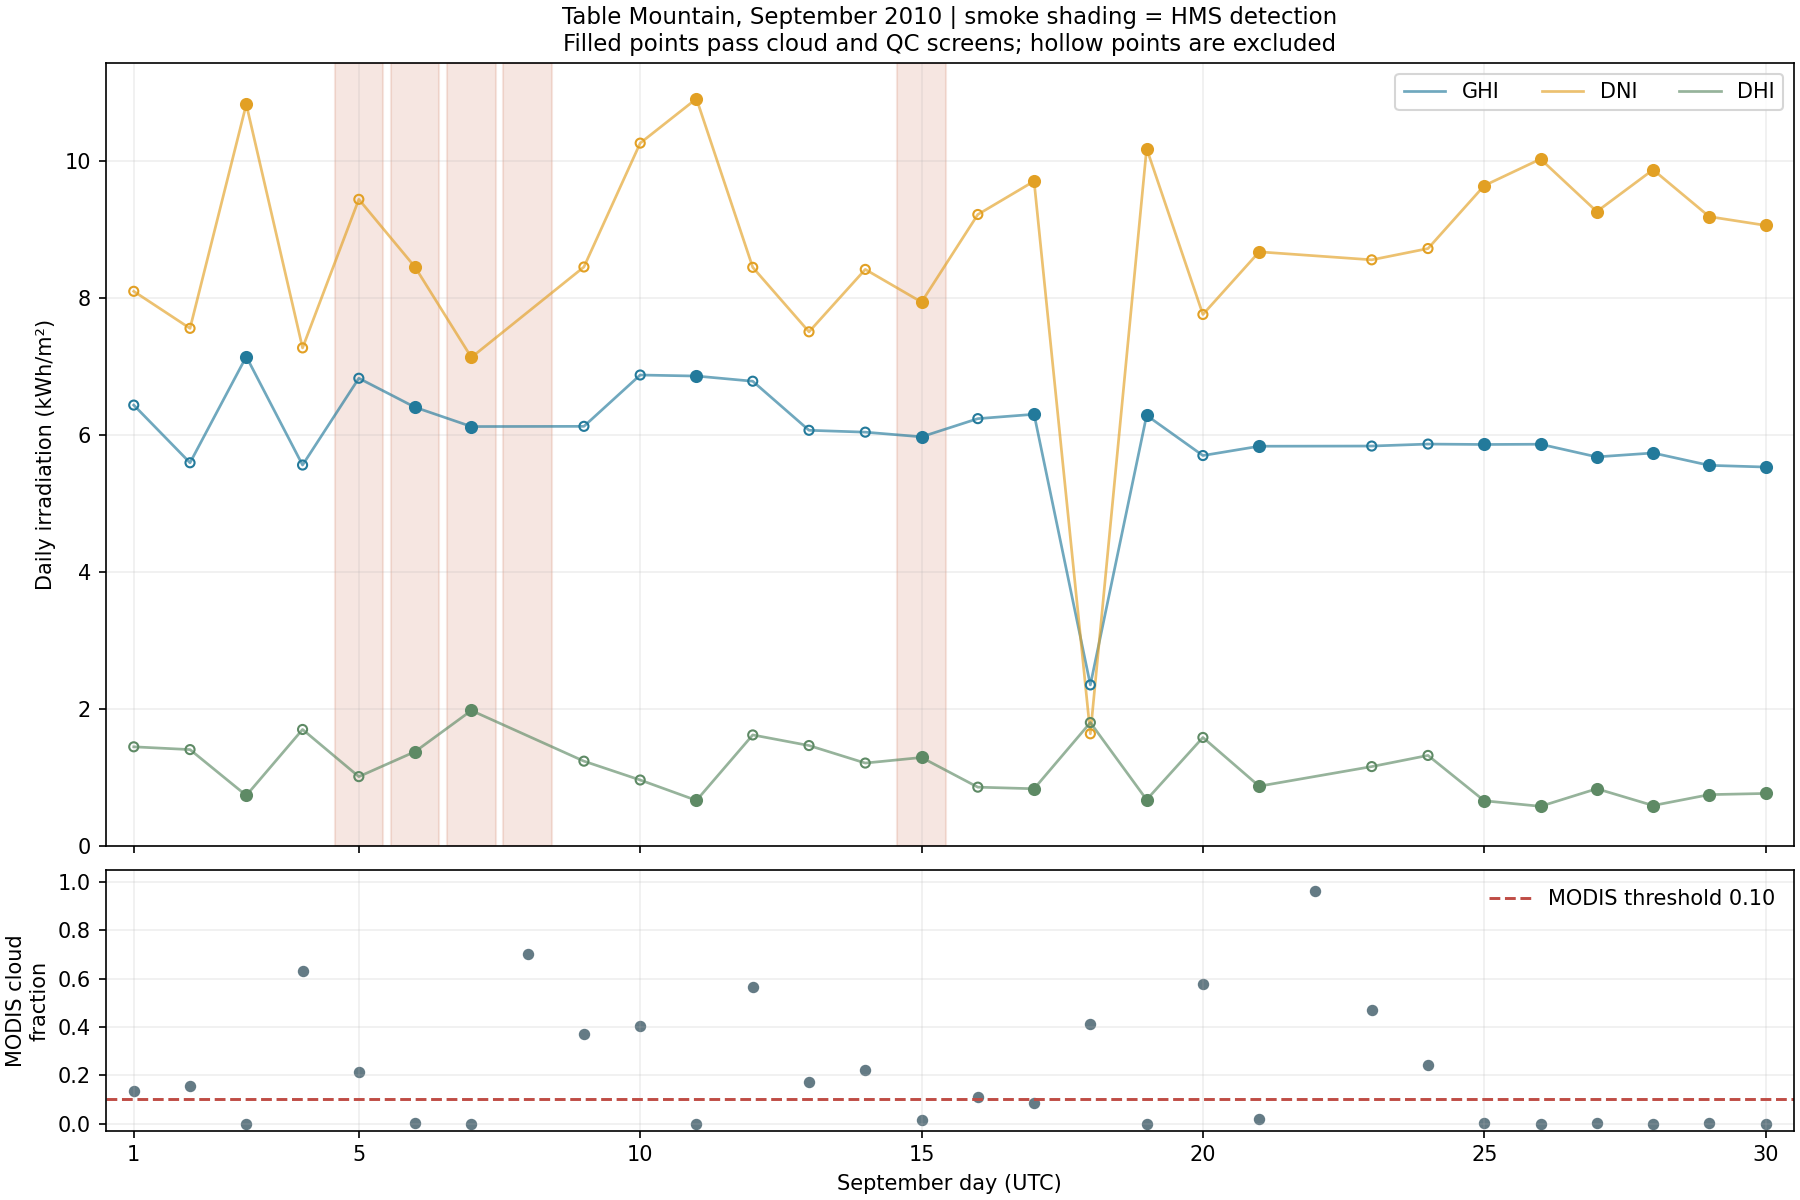 Table Mountain, September 2010 | smoke shading = HMS detection
Filled points pass cloud and QC screens; hollow points are excluded
GHI DNI DHI
Daily irradiation (kWh/m²)
10
8
6
4
2
0
MODIS cloud
fraction
1.0
0.8
0.6
0.4
0.2
0.0
MODIS threshold 0.10
1 5 10 15 20 25 30
September day (UTC)